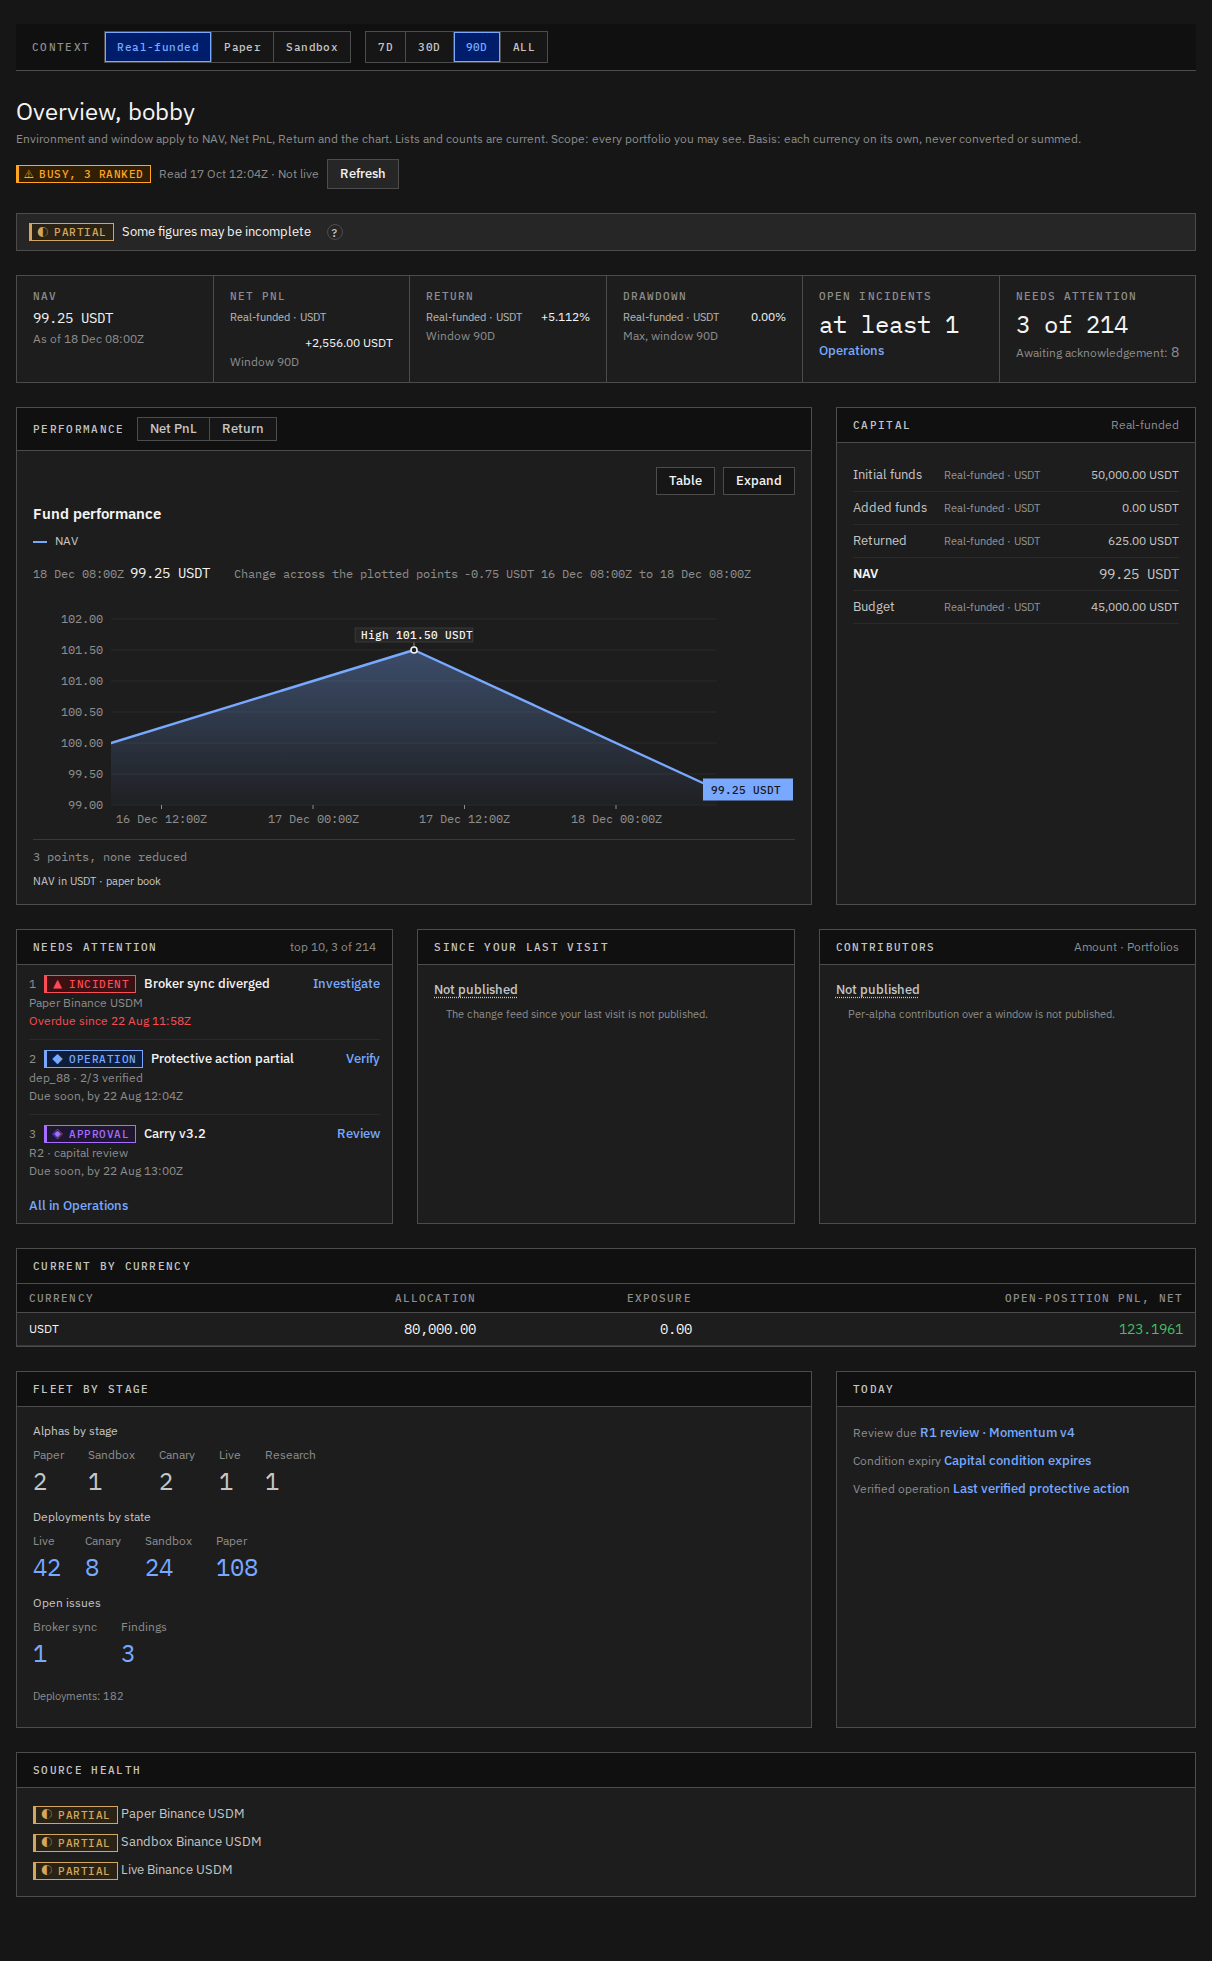 CONTEXT Real-funded Paper Sandbox 7D 30D 90D ALL
Overview, bobby
Environment and window apply to NAV, Net PnL, Return and the chart. Lists and counts are current. Scope: every portfolio you may see. Basis: each currency on its own, never converted or summed.
BUSY, 3 RANKED Read 17 Oct 12:04Z · Not live Refresh
PARTIAL Some figures may be incomplete ?
NAV
99.25 USDT
As of 18 Dec 08:00Z
NET PNL
Real-funded · USDT
+2,556.00 USDT
Window 90D
RETURN
Real-funded · USDT +5.112%
Window 90D
DRAWDOWN
Real-funded · USDT 0.00%
Max, window 90D
OPEN INCIDENTS
at least 1
Operations
NEEDS ATTENTION
3 of 214
Awaiting acknowledgement: 8
PERFORMANCE Net PnL Return
Table Expand
Fund performance
NAV
18 Dec 08:00Z 99.25 USDT Change across the plotted points -0.75 USDT 16 Dec 08:00Z to 18 Dec 08:00Z
102.00
High 101.50 USDT
101.50
101.00
100.50
100.00
99.50
99.25 USDT
99.00
16 Dec 12:00Z 17 Dec 00:00Z 17 Dec 12:00Z 18 Dec 00:00Z
3 points, none reduced
NAV in USDT · paper book
CAPITAL Real-funded
Initial funds Real-funded · USDT 50,000.00 USDT
Added funds Real-funded · USDT 0.00 USDT
Returned Real-funded · USDT 625.00 USDT
NAV 99.25 USDT
Budget Real-funded · USDT 45,000.00 USDT
NEEDS ATTENTION top 10, 3 of 214
1 INCIDENT Broker sync diverged Investigate
Paper Binance USDM
Overdue since 22 Aug 11:58Z
2 OPERATION Protective action partial Verify
dep_88 · 2/3 verified
Due soon, by 22 Aug 12:04Z
3 APPROVAL Carry v3.2 Review
R2 · capital review
Due soon, by 22 Aug 13:00Z
All in Operations
SINCE YOUR LAST VISIT
Not published
The change feed since your last visit is not published.
CONTRIBUTORS Amount · Portfolios
Not published
Per-alpha contribution over a window is not published.
CURRENT BY CURRENCY
CURRENCY ALLOCATION EXPOSURE OPEN-POSITION PNL, NET
USDT 80,000.00 0.00 123.1961
FLEET BY STAGE
Alphas by stage
Paper Sandbox Canary Live Research
2 1 2 1 1
Deployments by state
Live Canary Sandbox Paper
42 8 24 108
Open issues
Broker sync Findings
1 3
Deployments: 182
TODAY
Review due R1 review · Momentum v4
Condition expiry Capital condition expires
Verified operation Last verified protective action
SOURCE HEALTH
PARTIAL Paper Binance USDM
PARTIAL Sandbox Binance USDM
PARTIAL Live Binance USDM